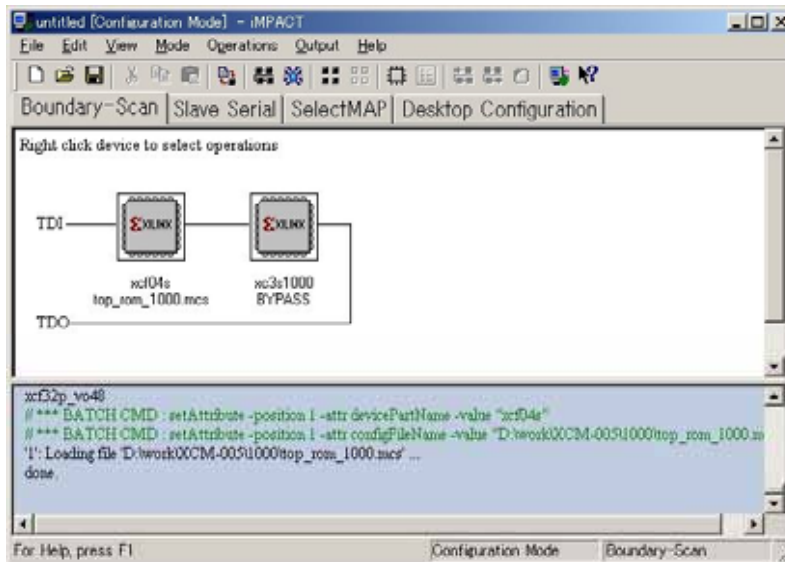 untitled [Configuration Mode] - iMPACT
File Edit View Mode Operations Output Help
Boundary-Scan Slave Serial SelectMAP Desktop Configuration
Right click device to select operations
TDI
XILINX XILINX
xcf04s xc3s1000
top_rom_1000.mcs BYPASS
TDO
xcf32p_vo48
// *** BATCH CMD : setAttribute -position 1 -attr devicePartName -value "xcf04s"
// *** BATCH CMD : setAttribute -position 1 -attr configFileName -value "D:\work\XCM-005\1000\top_rom_1000.m
'1': Loading file 'D:\work\XCM-005\1000\top_rom_1000.mcs' ...
done.
For Help, press F1 Configuration Mode Boundary-Scan